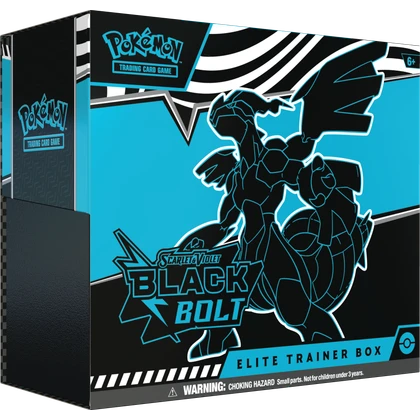 Pokémon
TRADING CARD GAME
Pokémon
TRADING CARD GAME
6+
SCARLET & VIOLET
BLACK
BOLT
ELITE TRAINER BOX
WARNING: CHOKING HAZARD Small parts. Not for children under 3 years.